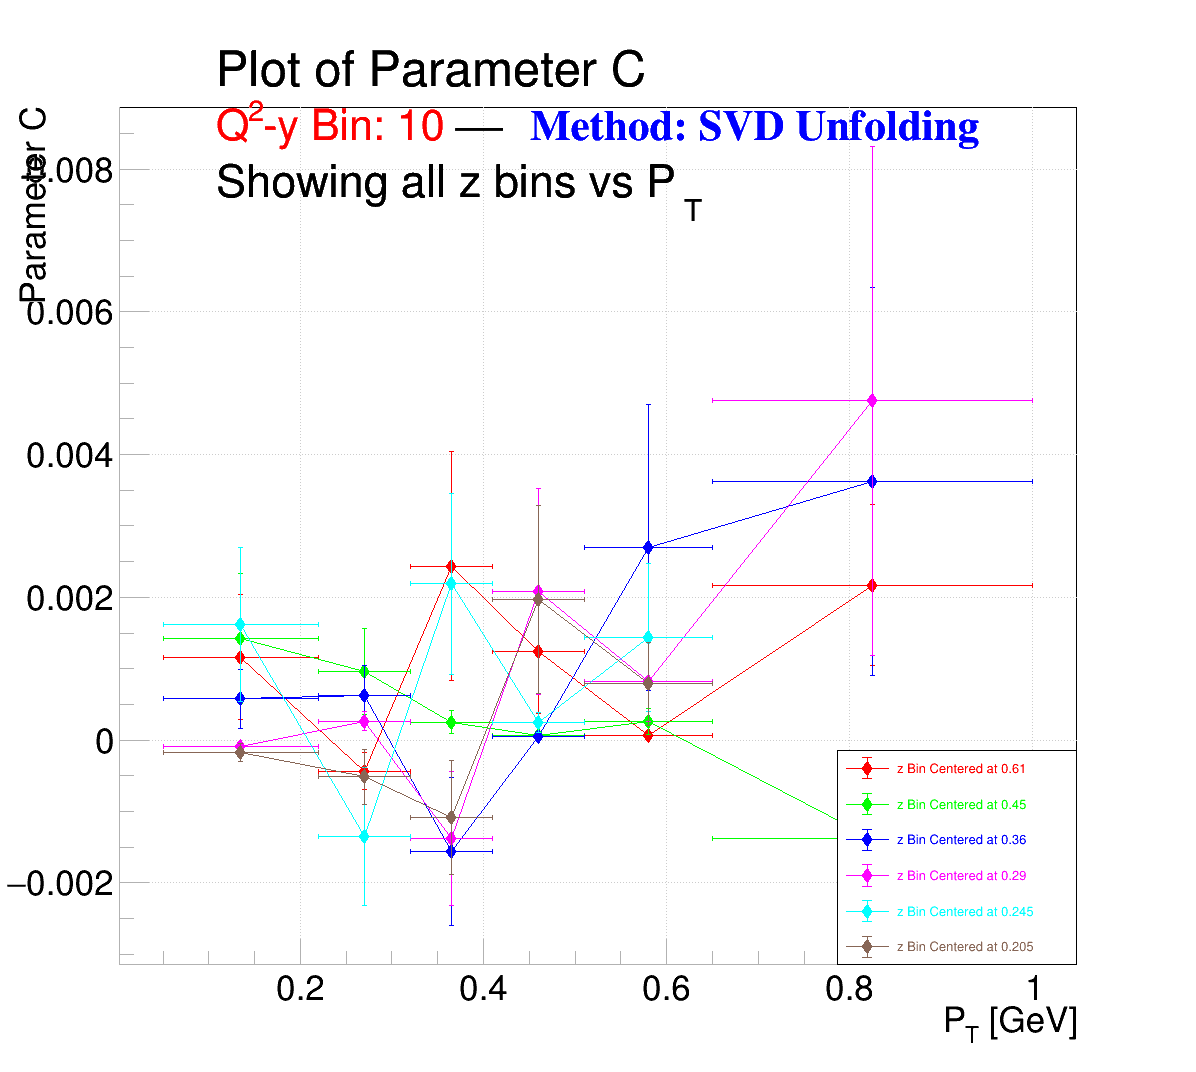 Plot of Parameter C
Q²-y Bin: 10 — Method: SVD Unfolding
Showing all z bins vs P_T
Parameter C
0.008
0.006
0.004
0.002
0
−0.002
0.2 0.4 0.6 0.8 1
P_T [GeV]
z Bin Centered at 0.61
z Bin Centered at 0.45
z Bin Centered at 0.36
z Bin Centered at 0.29
z Bin Centered at 0.245
z Bin Centered at 0.205